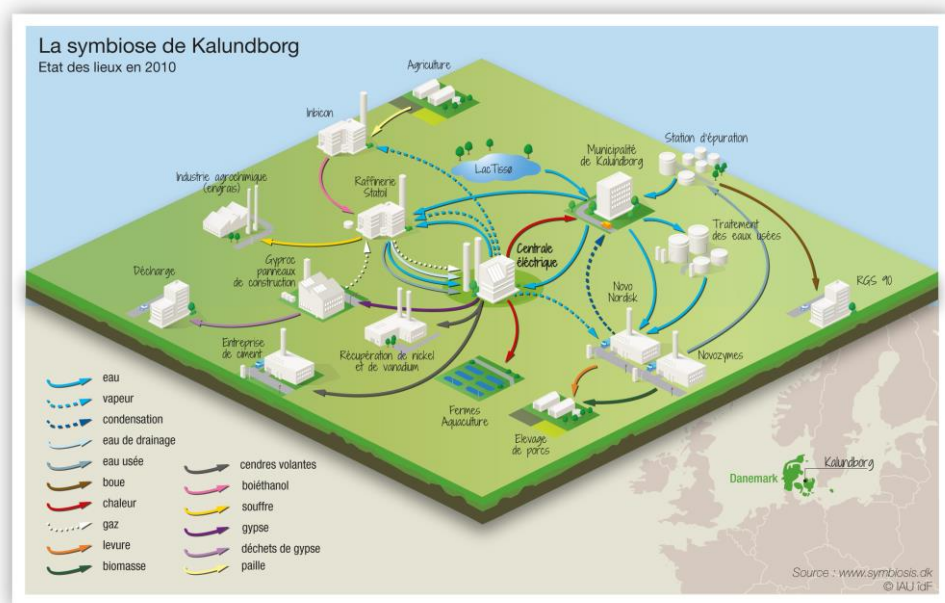 La symbiose de Kalundborg
Etat des lieux en 2010
Agriculture
Inbicon
Industrie agrochimique
(engrais)
Raffinerie
Statoil
Lac Tissø
Municipalité
de Kalundborg
Station d'épuration
Traitement
des eaux usées
Centrale
éléctrique
Gyproc
panneaux
de construction
Décharge
Novo
Nordisk
RGS 90
Novozymes
Entreprise
de ciment
Récupération de nickel
et de vanadium
Fermes
Aquaculture
Elevage
de porcs
eau
vapeur
condensation
eau de drainage
eau usée
boue
chaleur
gaz
levure
biomasse
cendres volantes
boiéthanol
souffre
gypse
déchets de gypse
paille
Danemark
Kalundborg
Source : www.symbiosis.dk
© IAU îdF